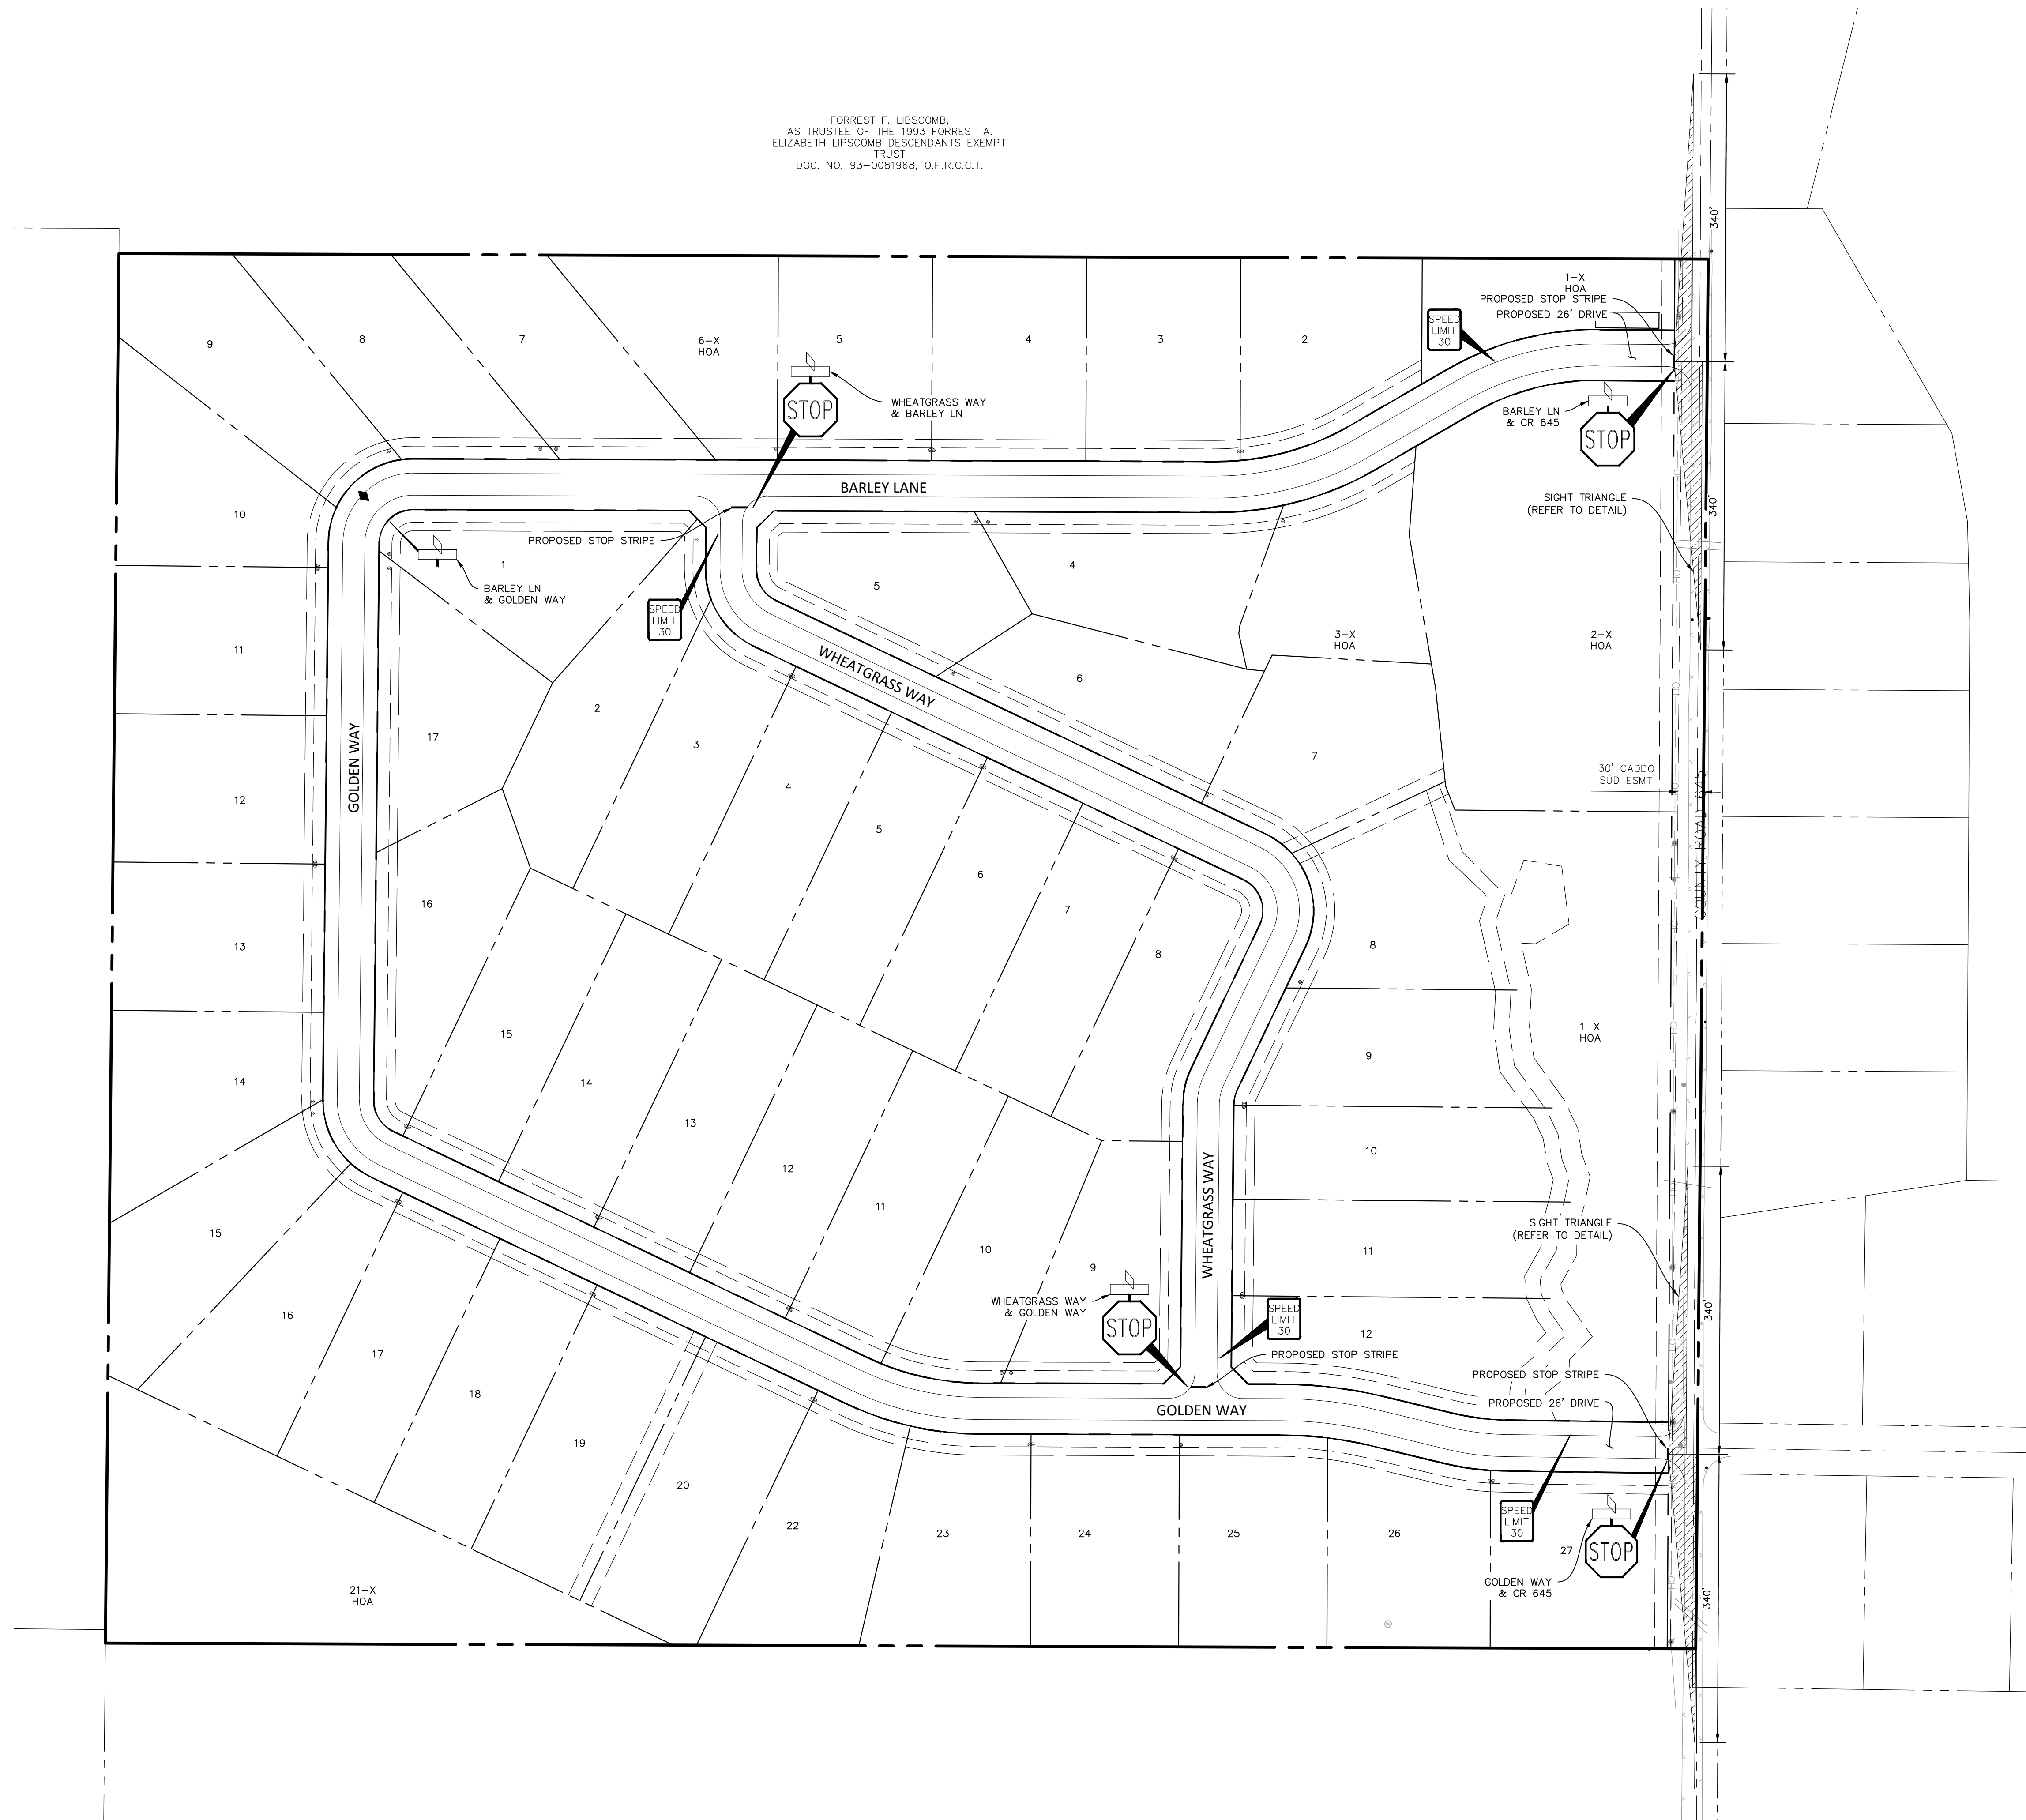 FORREST F. LIBSCOMB,
AS TRUSTEE OF THE 1993 FORREST A.
ELIZABETH LIPSCOMB DESCENDANTS EXEMPT
TRUST
DOC. NO. 93-0081968, O.P.R.C.C.T.
340'
1-X
HOA
PROPOSED STOP STRIPE
PROPOSED 26' DRIVE
SPEED
LIMIT
30
9
8
7
6-X
HOA
5
4
3
2
STOP
WHEATGRASS WAY
& BARLEY LN
BARLEY LN
& CR 645
STOP
BARLEY LANE
SIGHT TRIANGLE
(REFER TO DETAIL)
340'
10
PROPOSED STOP STRIPE
1
BARLEY LN
& GOLDEN WAY
SPEED
LIMIT
30
5
4
3-X
HOA
2-X
HOA
11
WHEATGRASS WAY
6
2
17
3
7
GOLDEN WAY
30' CADDO
SUD ESMT
COUNTY ROAD 645
12
4
5
6
7
16
8
8
13
1-X
HOA
15
9
14
14
13
12
10
11
WHEATGRASS WAY
15
10
9
11
SIGHT TRIANGLE
(REFER TO DETAIL)
340'
WHEATGRASS WAY
& GOLDEN WAY
STOP
SPEED
LIMIT
30
12
PROPOSED STOP STRIPE
16
17
PROPOSED STOP STRIPE
PROPOSED 26' DRIVE
18
GOLDEN WAY
19
20
22
23
24
25
26
SPEED
LIMIT
30
27
STOP
GOLDEN WAY
& CR 645
340'
21-X
HOA